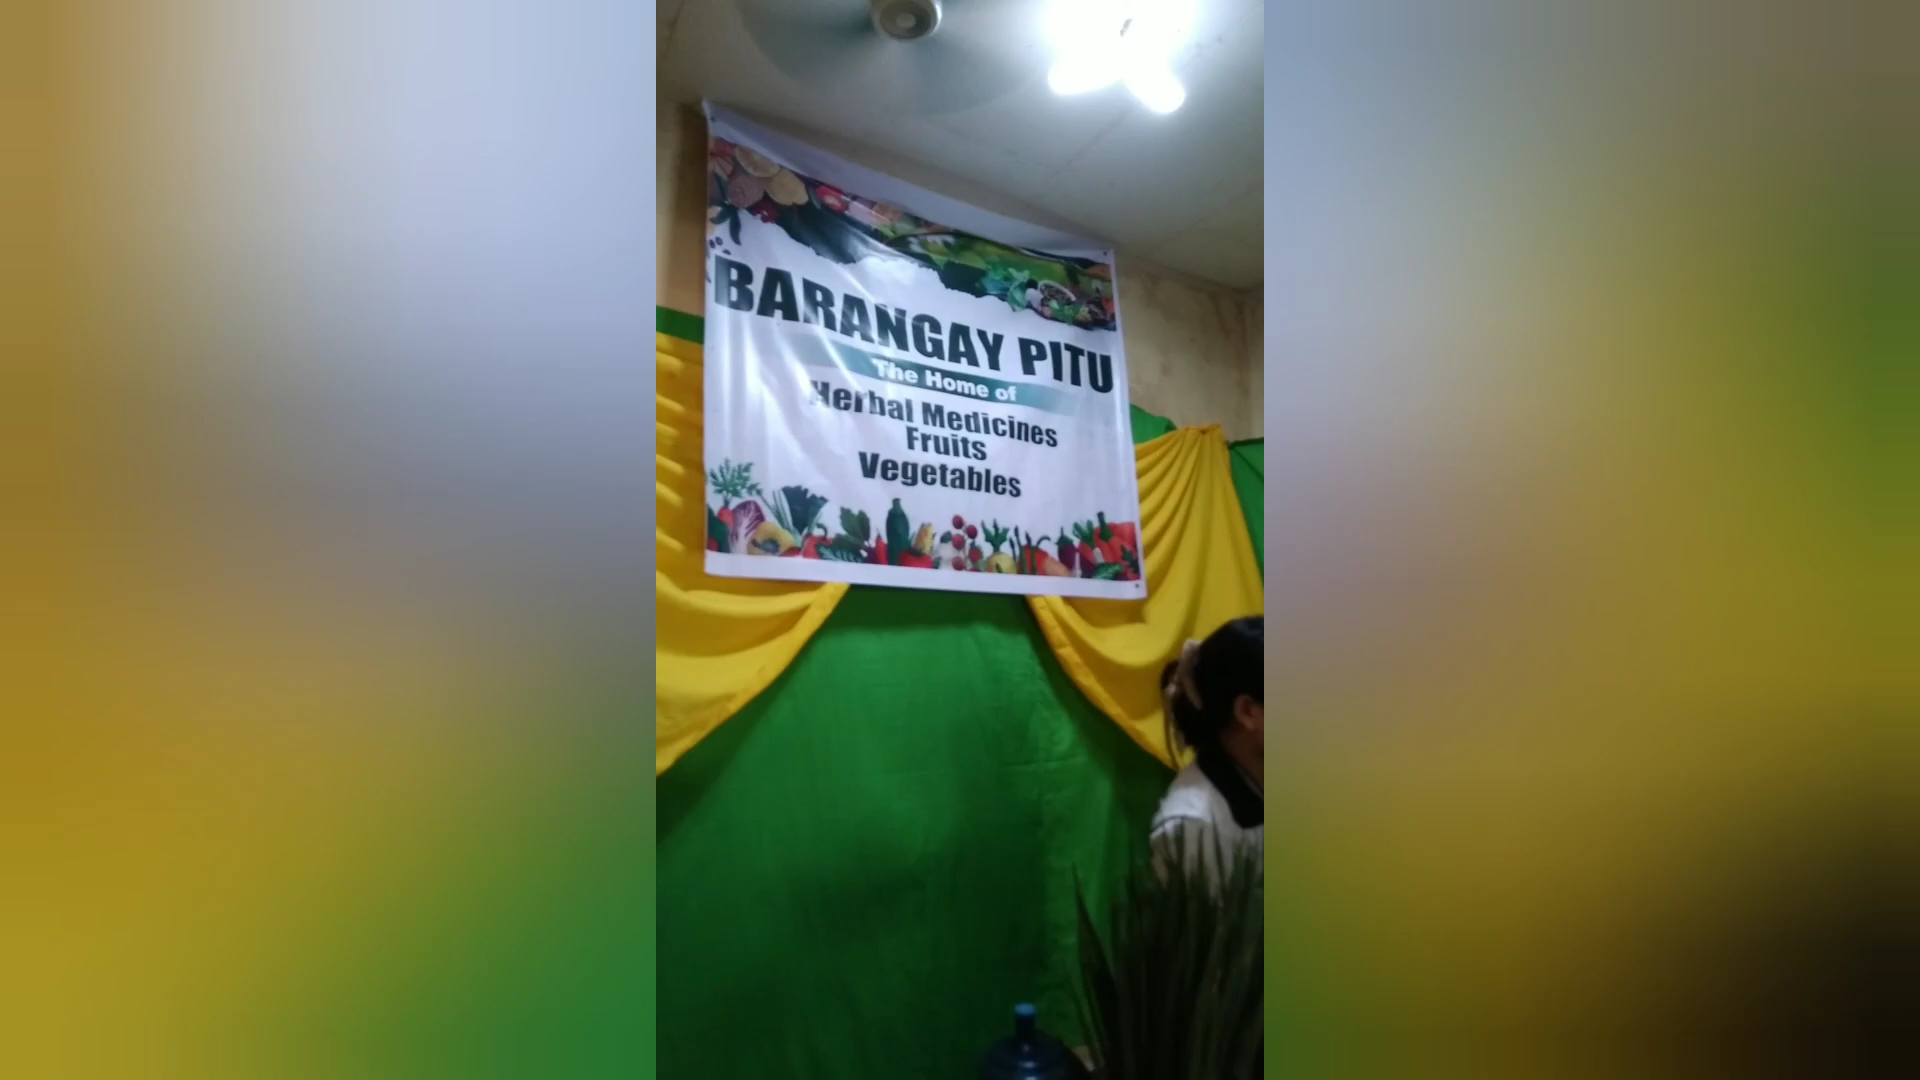 BARANGAY PITU
The Home of
Herbal Medicines
Fruits
Vegetables